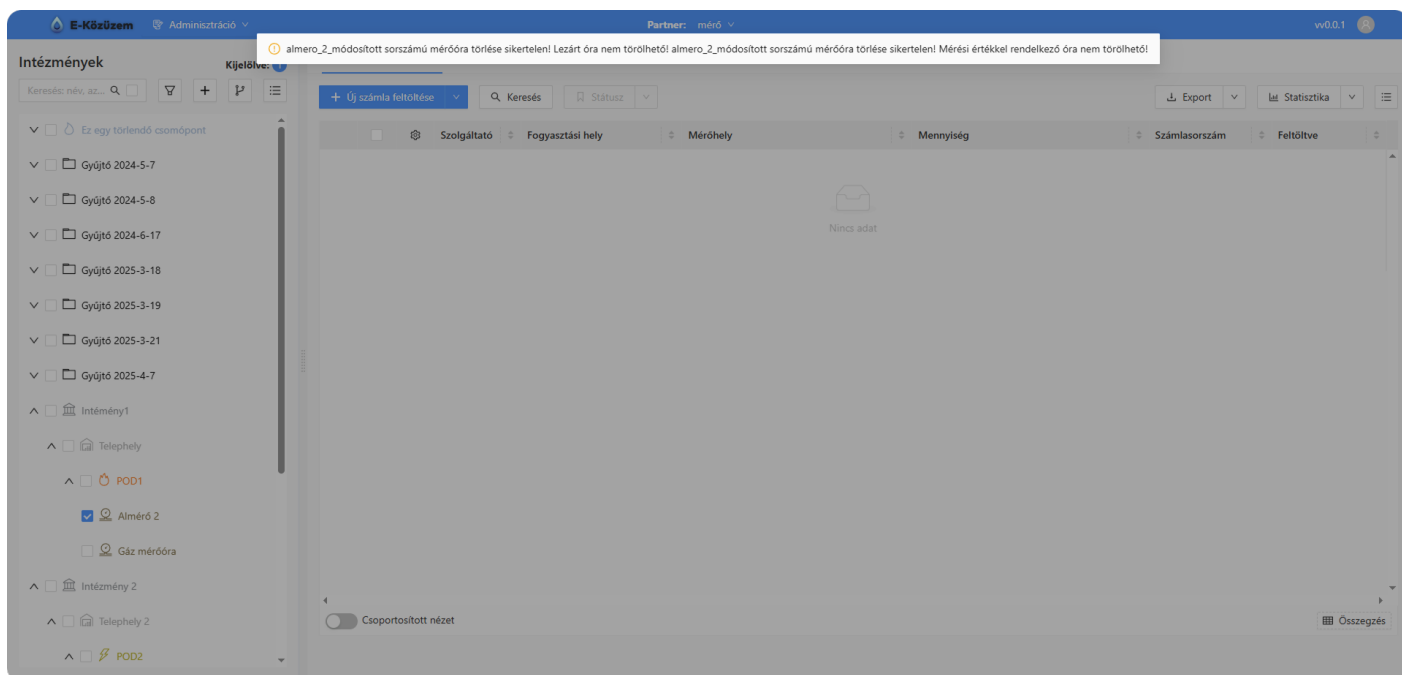 E-Közüzem
Adminisztráció
Partner: mérő
vv0.0.1
almero_2_módosított sorszámú mérőóra törlése sikertelen! Lezárt óra nem törölhető! almero_2_módosított sorszámú mérőóra törlése sikertelen! Mérési értékkel rendelkező óra nem törölhető!
Intézmények
Kijelölve: 1
Keresés: név, az...
Új számla feltöltése
Keresés
Státusz
Export
Statisztika
Szolgáltató
Fogyasztási hely
Mérőhely
Mennyiség
Számlasorszám
Feltöltve
Nincs adat
Ez egy törlendő csomópont
Gyűjtő 2024-5-7
Gyűjtő 2024-5-8
Gyűjtő 2024-6-17
Gyűjtő 2025-3-18
Gyűjtő 2025-3-19
Gyűjtő 2025-3-21
Gyűjtő 2025-4-7
Intémény1
Telephely
POD1
Almérő 2
Gáz mérőóra
Intézmény 2
Telephely 2
POD2
Csoportosított nézet
Összegzés